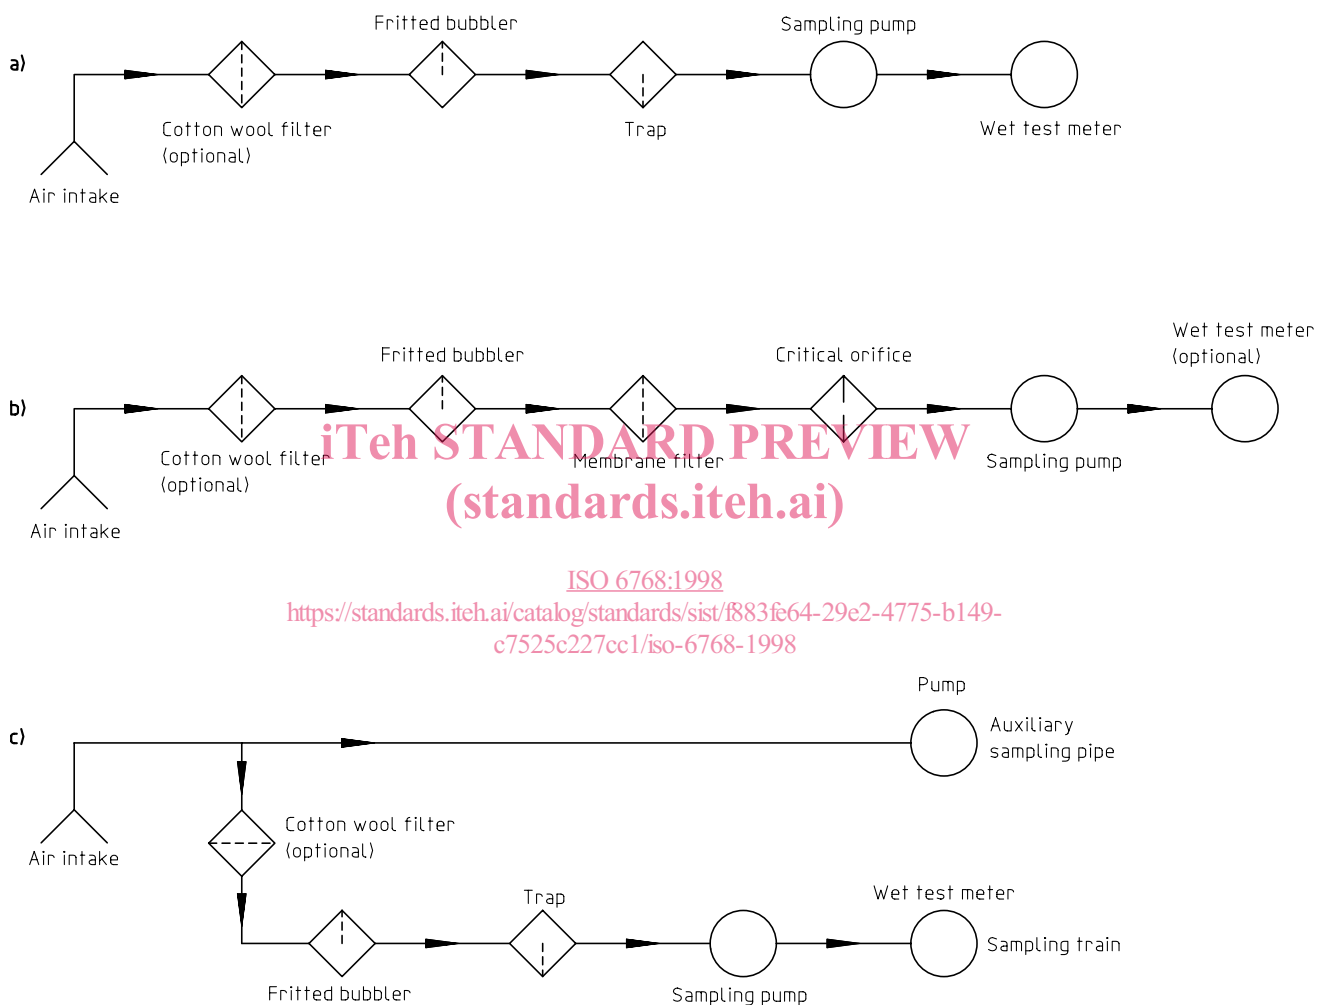 a)
Fritted bubbler
Sampling pump
Cotton wool filter
(optional)
Trap
Wet test meter
Air intake
b)
Wet test meter
(optional)
Fritted bubbler
Critical orifice
Cotton wool filter
(optional)
Membrane filter
Sampling pump
Air intake
iTeh STANDARD PREVIEW
(standards.iteh.ai)
ISO 6768:1998
https://standards.iteh.ai/catalog/standards/sist/f883fe64-29e2-4775-b149-
c7525c227cc1/iso-6768-1998
c)
Pump
Auxiliary
sampling pipe
Cotton wool filter
(optional)
Air intake
Trap
Wet test meter
Sampling train
Fritted bubbler
Sampling pump